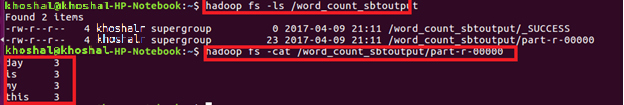 khoshal@khoshal-HP-Notebook:~$ hadoop fs -ls /word_count_sbtoutput
Found 2 items
-rw-r--r--   4 khoshalr supergroup          0 2017-04-09 21:11 /word_count_sbtoutput/_SUCCESS
-rw-r--r--   4 khoshalr supergroup         23 2017-04-09 21:11 /word_count_sbtoutput/part-r-00000
khoshal@khoshal-HP-Notebook:~$ hadoop fs -cat /word_count_sbtoutput/part-r-00000
day     3
is      3
my      3
this    3